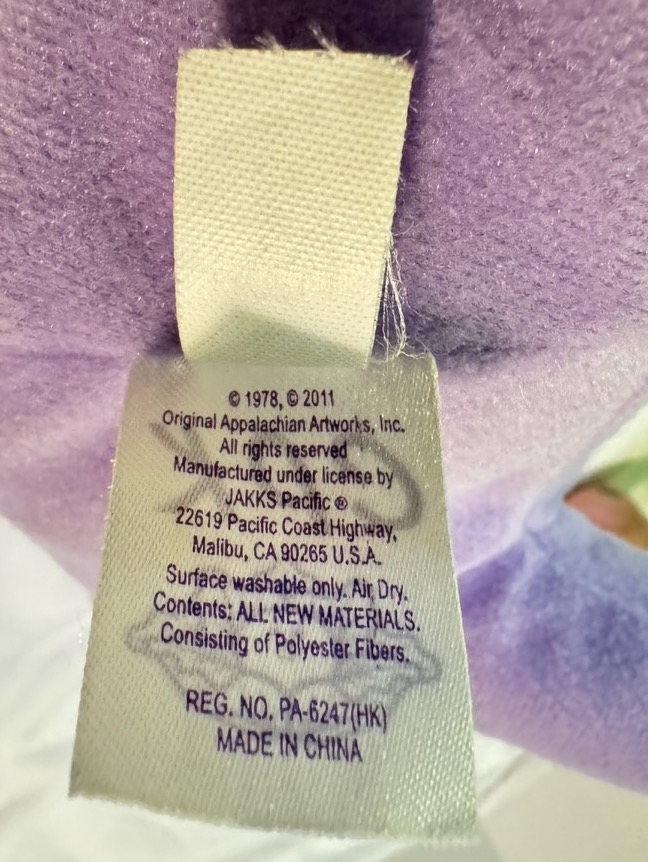 © 1978, © 2011
Original Appalachian Artworks, Inc.
All rights reserved
Manufactured under license by
JAKKS Pacific ®
22619 Pacific Coast Highway,
Malibu, CA 90265 U.S.A.
Surface washable only. Air Dry.
Contents: ALL NEW MATERIALS.
Consisting of Polyester Fibers.
REG. NO. PA-6247(HK)
MADE IN CHINA